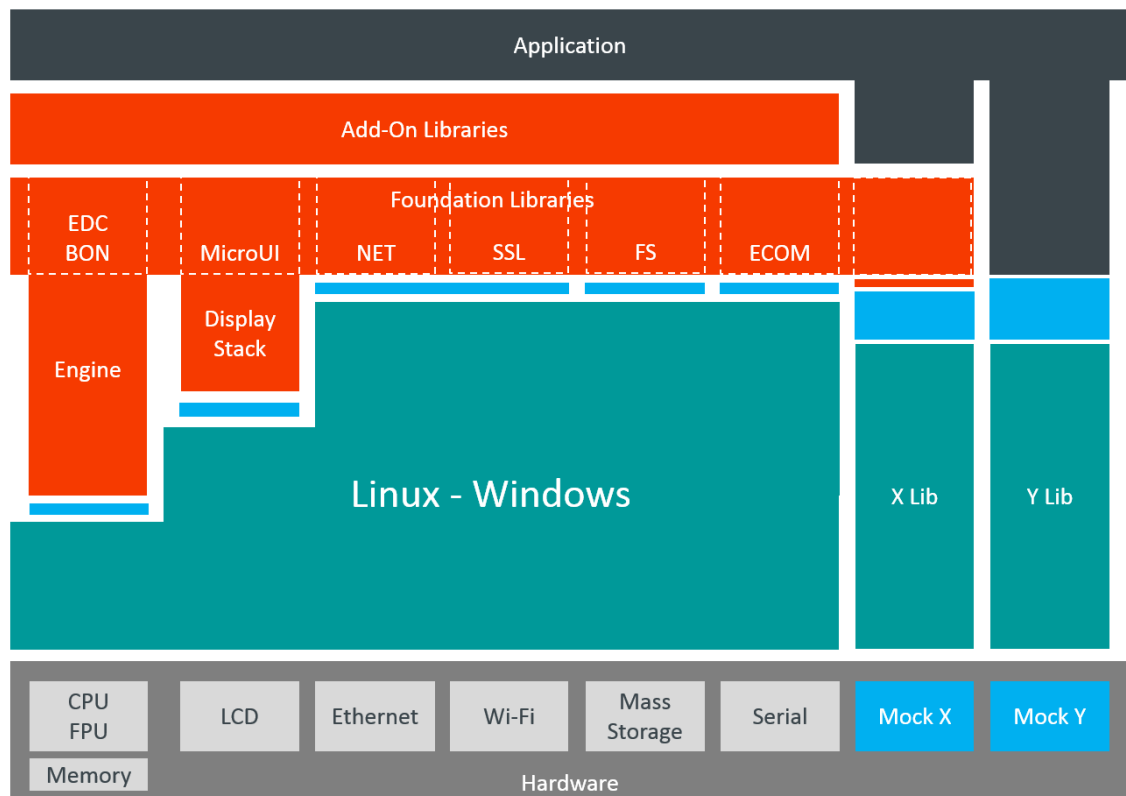 Application
Add-On Libraries
Foundation Libraries
EDC
BON
MicroUI
NET
SSL
FS
ECOM
Display
Stack
Engine
Linux - Windows
X Lib
Y Lib
CPU
FPU
LCD
Ethernet
Wi-Fi
Mass
Storage
Serial
Mock X
Mock Y
Memory
Hardware